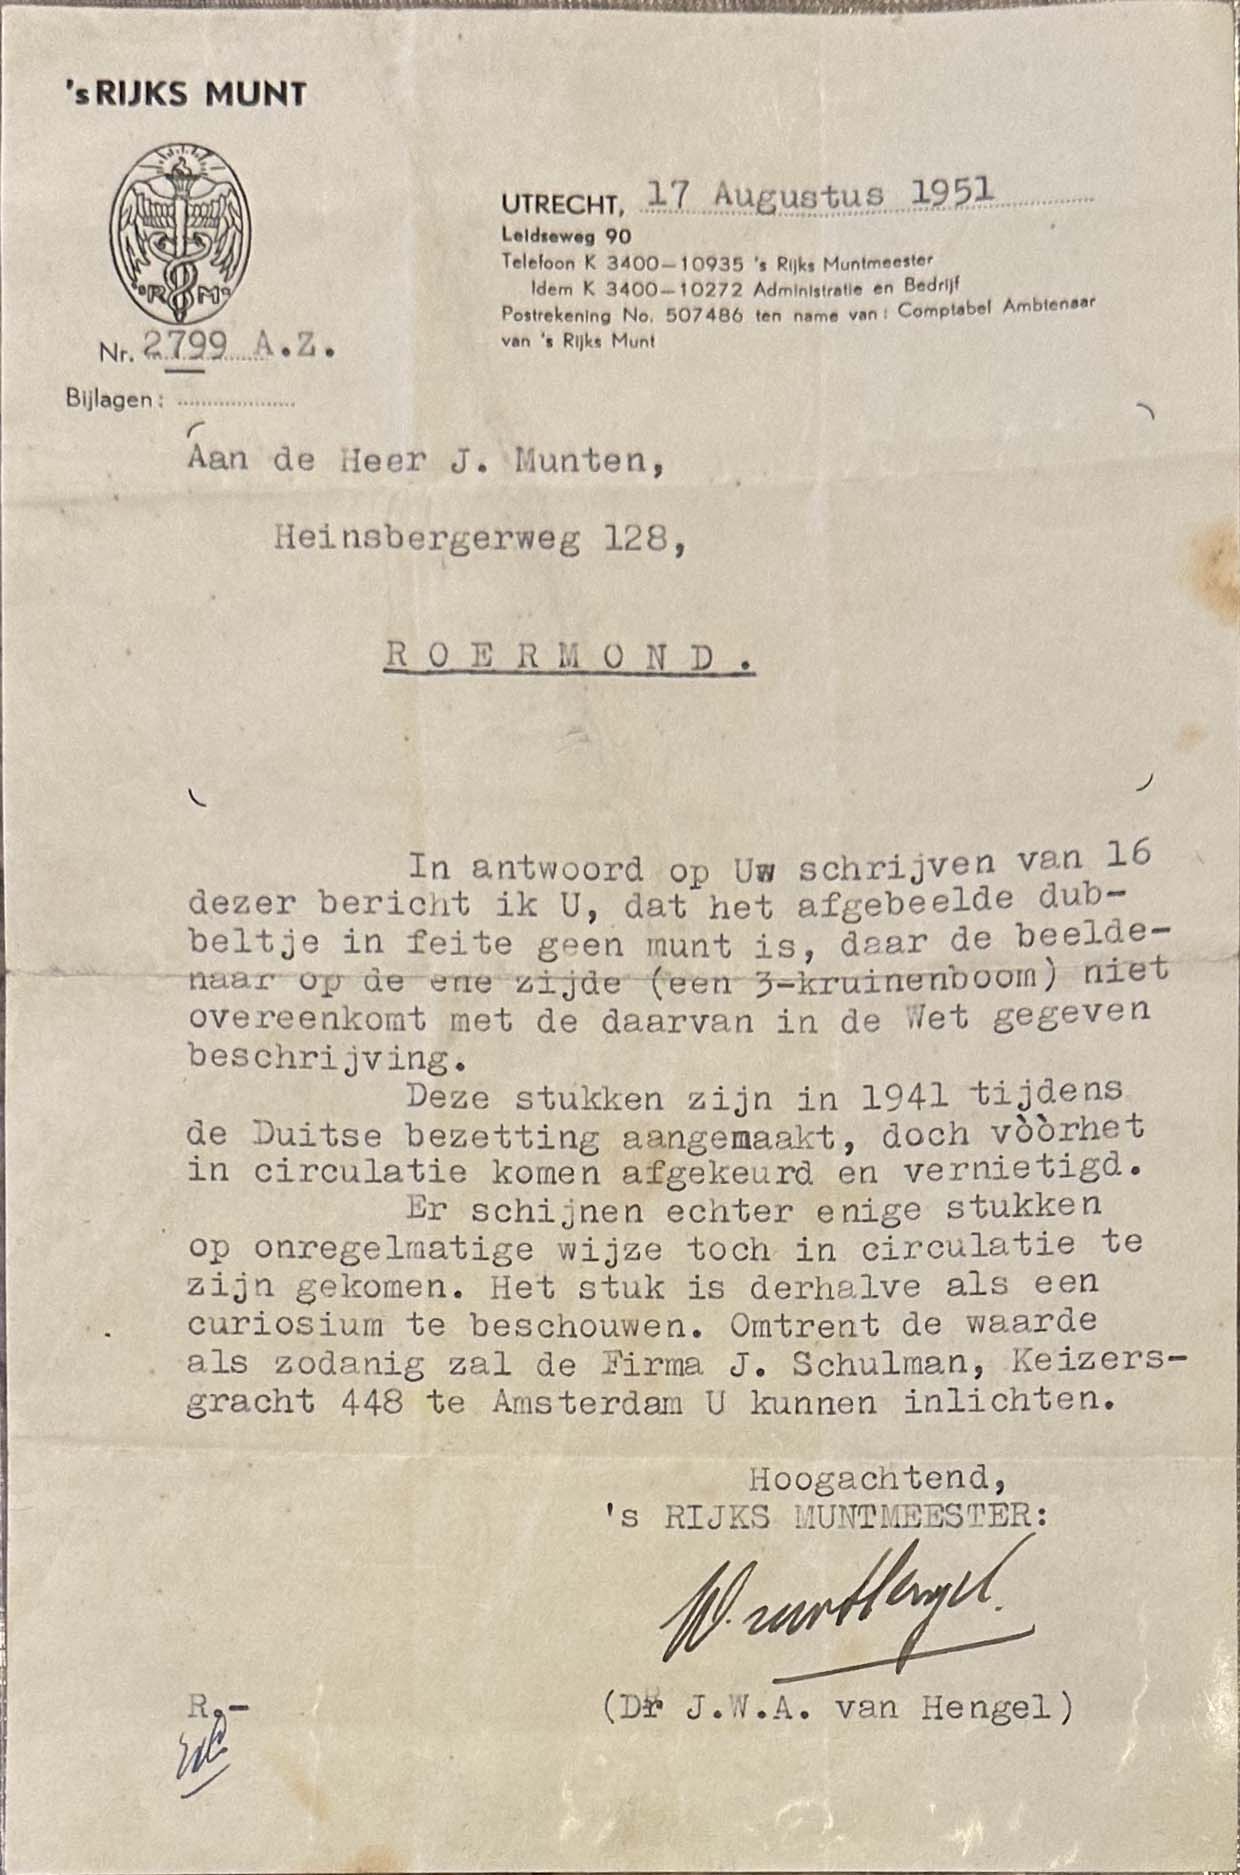 'sRIJKS MUNT
RM
UTRECHT, 17 Augustus 1951
Leidseweg 90
Telefoon K 3400–10935 's Rijks Muntmeester
Idem K 3400–10272 Administratie en Bedrijf
Postrekening No. 507486 ten name van: Comptabel Ambtenaar
van 's Rijks Munt
Nr. 2799 A.Z.
Bijlagen:
Aan de Heer J. Munten,
Heinsbergerweg 128,
ROERMOND.
In antwoord op Uw schrijven van 16
dezer bericht ik U, dat het afgebeelde dub-
beltje in feite geen munt is, daar de beelde-
naar op de ene zijde (een 3-kruinenboom) niet
overeenkomt met de daarvan in de Wet gegeven
beschrijving.
Deze stukken zijn in 1941 tijdens
de Duitse bezetting aangemaakt, doch vòòrhet
in circulatie komen afgekeurd en vernietigd.
Er schijnen echter enige stukken
op onregelmatige wijze toch in circulatie te
zijn gekomen. Het stuk is derhalve als een
curiosium te beschouwen. Omtrent de waarde
als zodanig zal de Firma J. Schulman, Keizers-
gracht 448 te Amsterdam U kunnen inlichten.
Hoogachtend,
's RIJKS MUNTMEESTER:
W. van Hengel.
R.-
(Dr J.W.A. van Hengel)